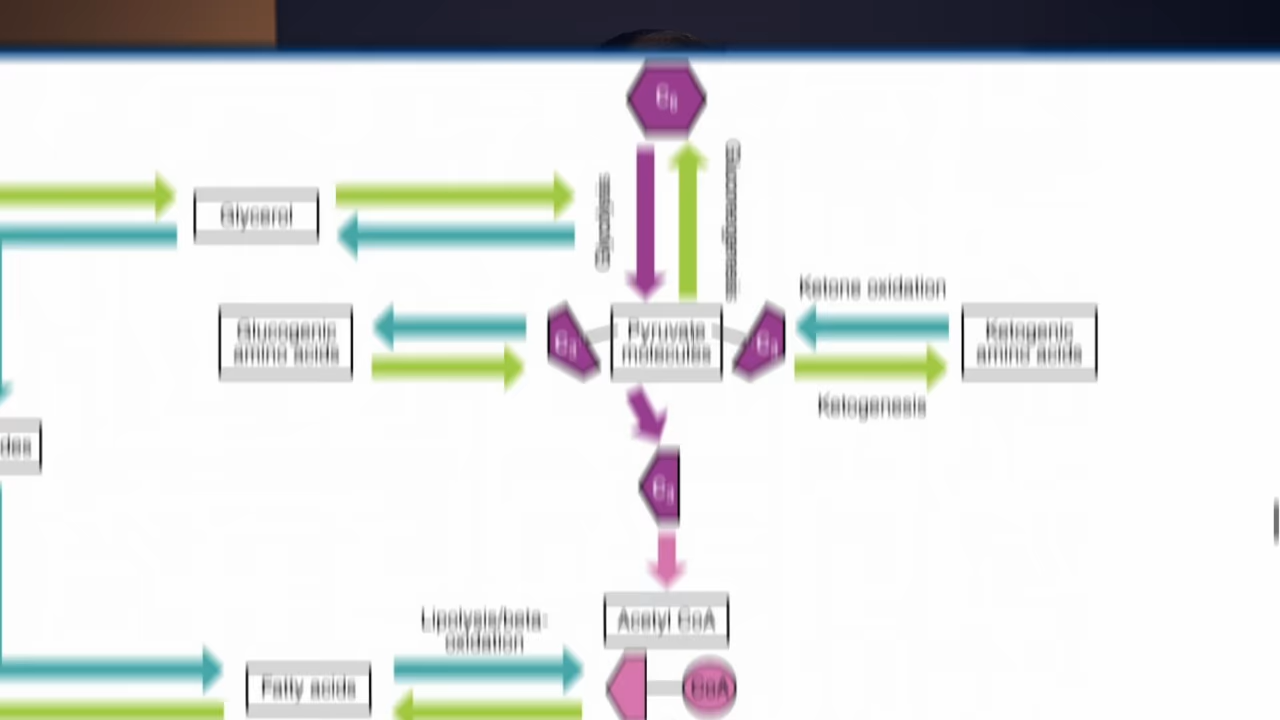 Glycerol
Glycolysis
Ketone oxidation
Glucogenic
amino acids
Pyruvate
molecules
Ketogenic
amino acids
Ketogenesis
Lipolysis/beta-
oxidation
Acetyl CoA
Fatty acids
CoA